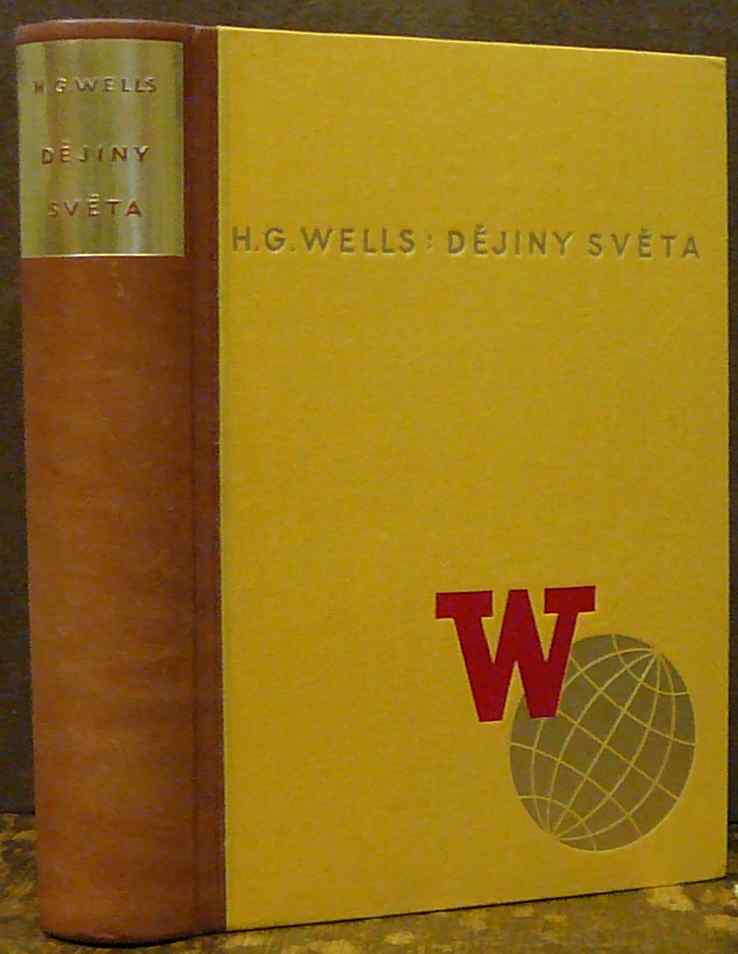 H.G.WELLS
DĚJINY
SVĚTA
H.G.WELLS : DĚJINY SVĚTA
W